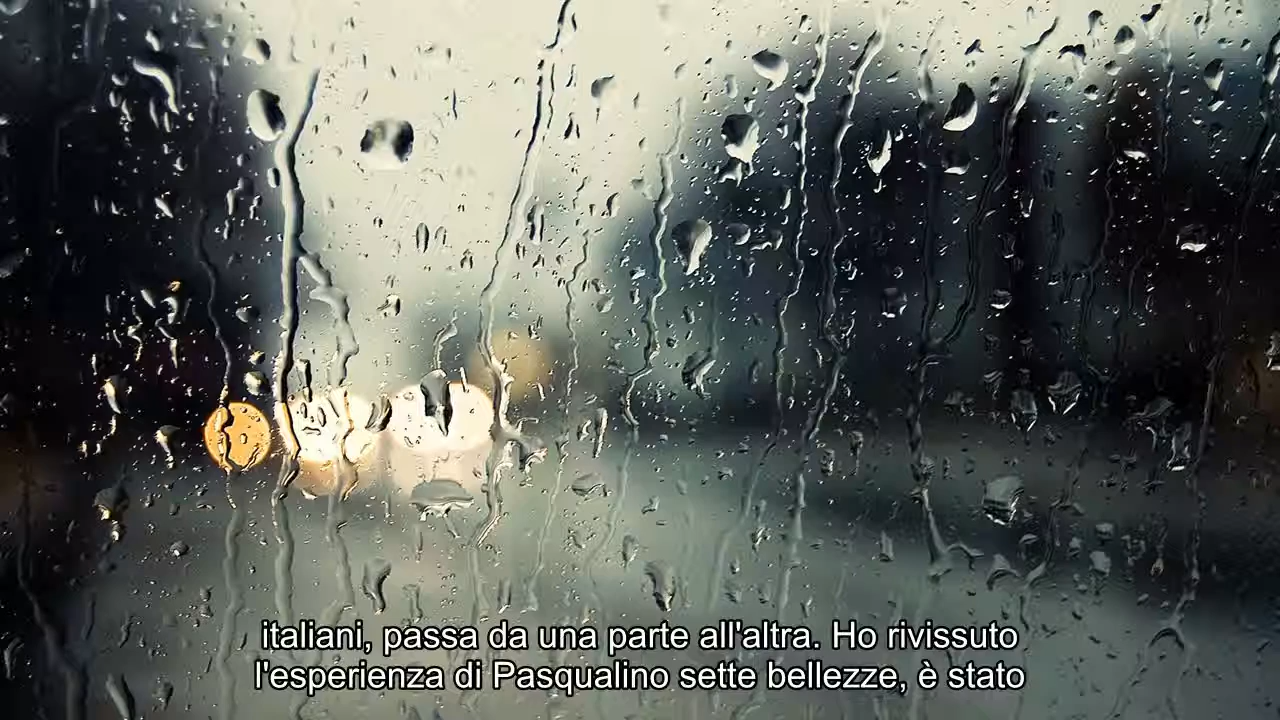 italiani, passa da una parte all'altra. Ho rivissuto
l'esperienza di Pasqualino sette bellezze, è stato